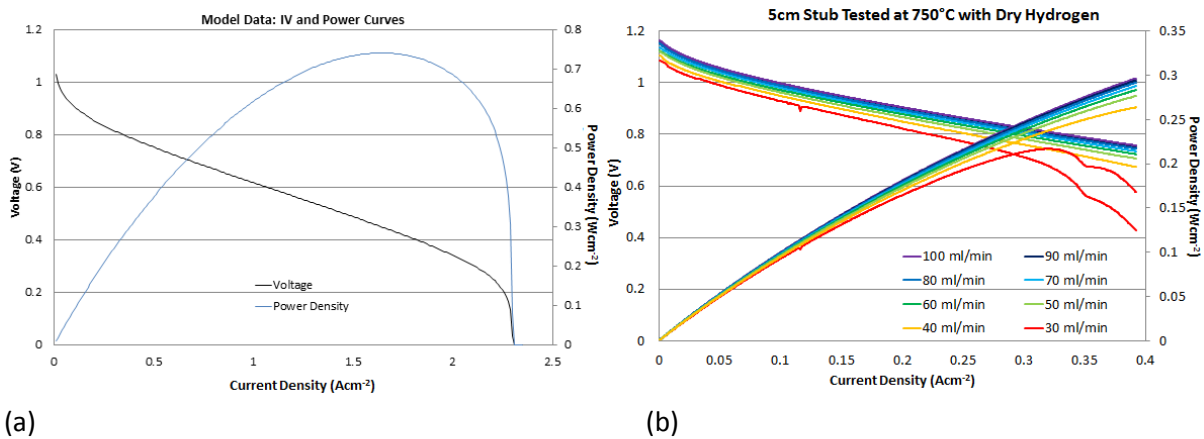 Model Data: IV and Power Curves
1.2
1
0.8
0.6
0.4
0.2
0
Voltage (V)
0.8
0.7
0.6
0.5
0.4
0.3
0.2
0.1
0
Power Density (Wcm-2)
Voltage
Power Density
0
0.5
1
1.5
2
2.5
Current Density (Acm-2)
(a)
5cm Stub Tested at 750°C with Dry Hydrogen
1.2
1
0.8
0.6
0.4
0.2
0
Voltage (V)
0.35
0.3
0.25
0.2
0.15
0.1
0.05
0
Power Density (Wcm-2)
100 ml/min
90 ml/min
80 ml/min
70 ml/min
60 ml/min
50 ml/min
40 ml/min
30 ml/min
0
0.05
0.1
0.15
0.2
0.25
0.3
0.35
0.4
Current Density (Acm-2)
(b)